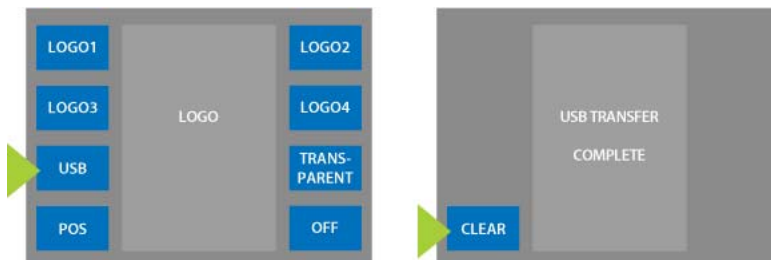 LOGO1
LOGO2
LOGO3
LOGO
LOGO4
USB
TRANS-
PARENT
POS
OFF
USB TRANSFER
COMPLETE
CLEAR